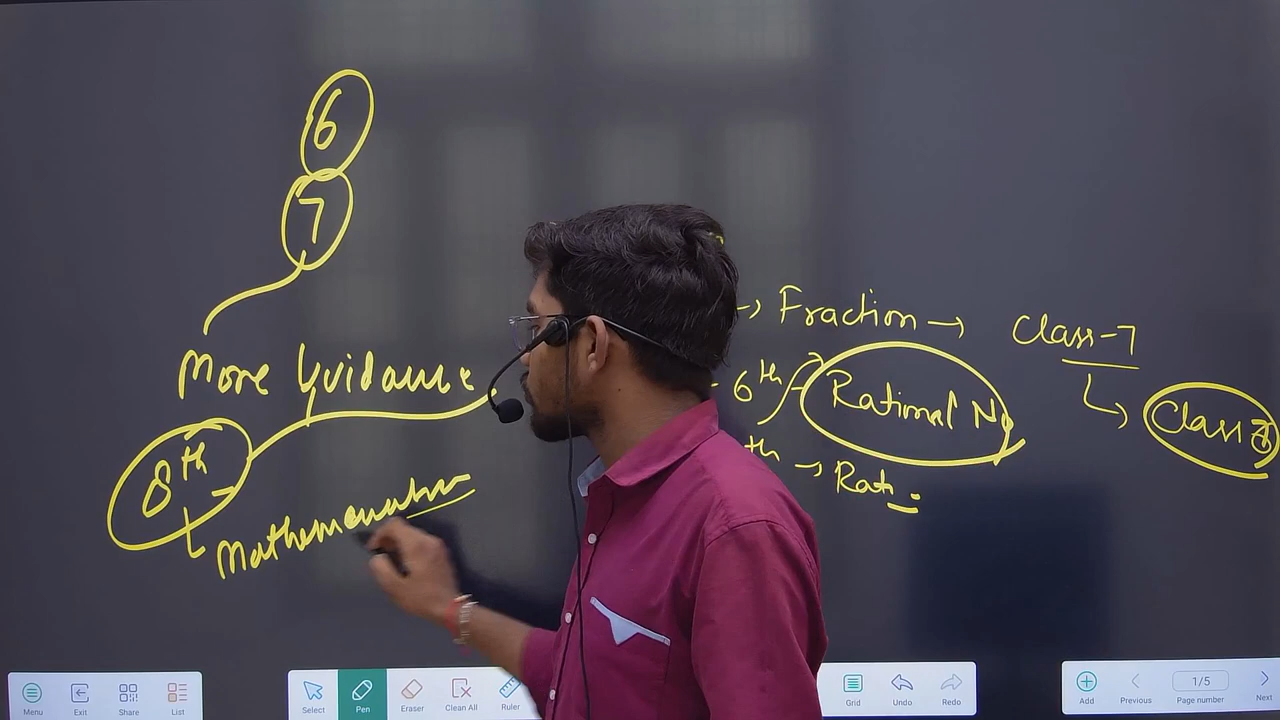 6
7
More Guidance
8th
Mathematics
-> Fraction ->
6th
Rational No
th -> Rat
Class-7
Class 8
Menu
Exit
Share
List
Select
Pen
Eraser
Clean All
Ruler
Grid
Undo
Redo
Add
Previous
1/5
Page number
Next